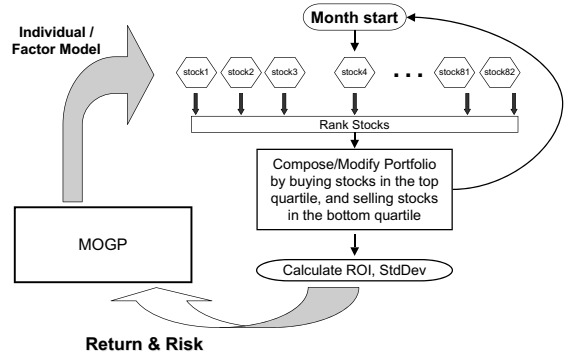 Individual /
Factor Model
Month start
stock1 stock2 stock3 stock4 . . . stock81 stock82
Rank Stocks
Compose/Modify Portfolio
by buying stocks in the top
quartile, and selling stocks
in the bottom quartile
MOGP
Calculate ROI, StdDev
Return & Risk